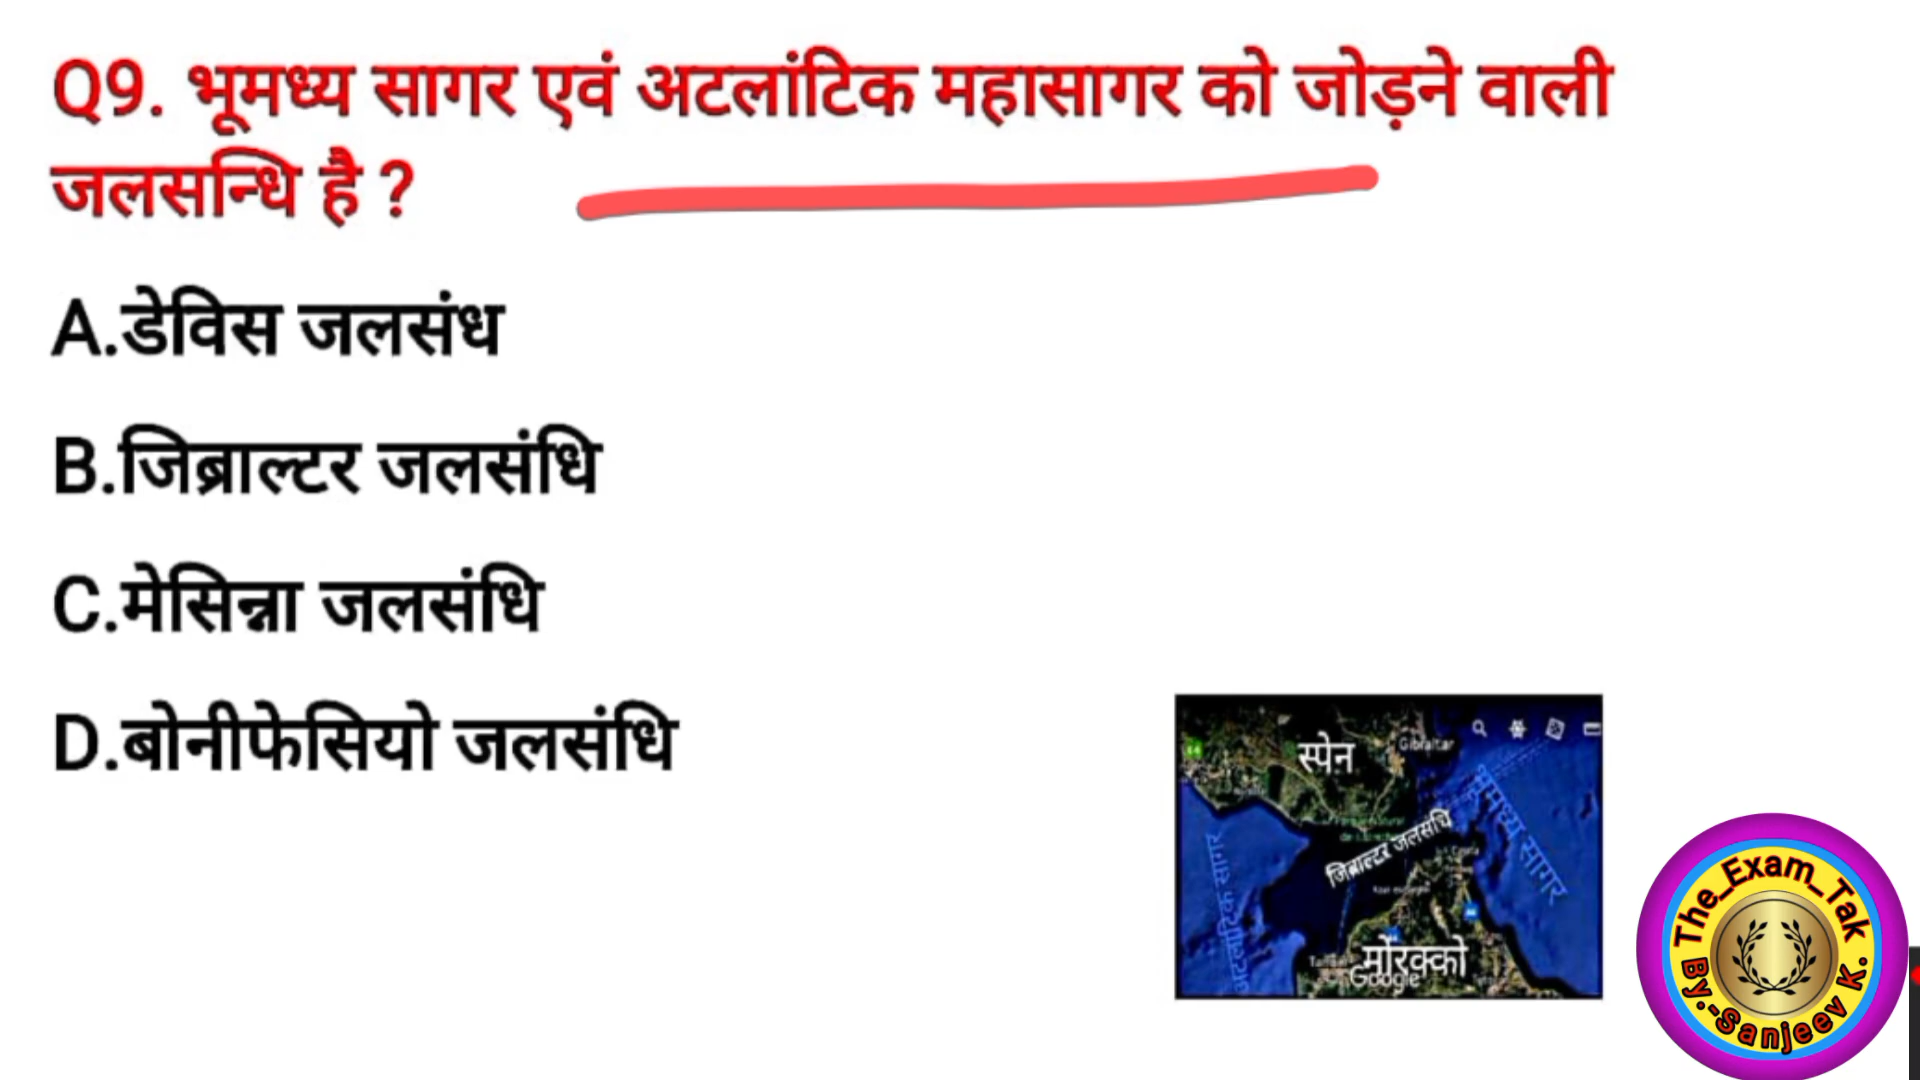 Q9. भूमध्य सागर एवं अटलांटिक महासागर को जोड़ने वाली
जलसन्धि है ?
A.डेविस जलसंध
B.जिब्राल्टर जलसंधि
C.मेसिन्ना जलसंधि
D.बोनीफेसियो जलसंधि
स्पेन
Gibraltar
भूमध्य सागर
जिब्राल्टर जलसंधि
Ceuta
अटलांटिक सागर
मोरक्को
Google
The_Exam_Tak
By.-Sanjeev K.